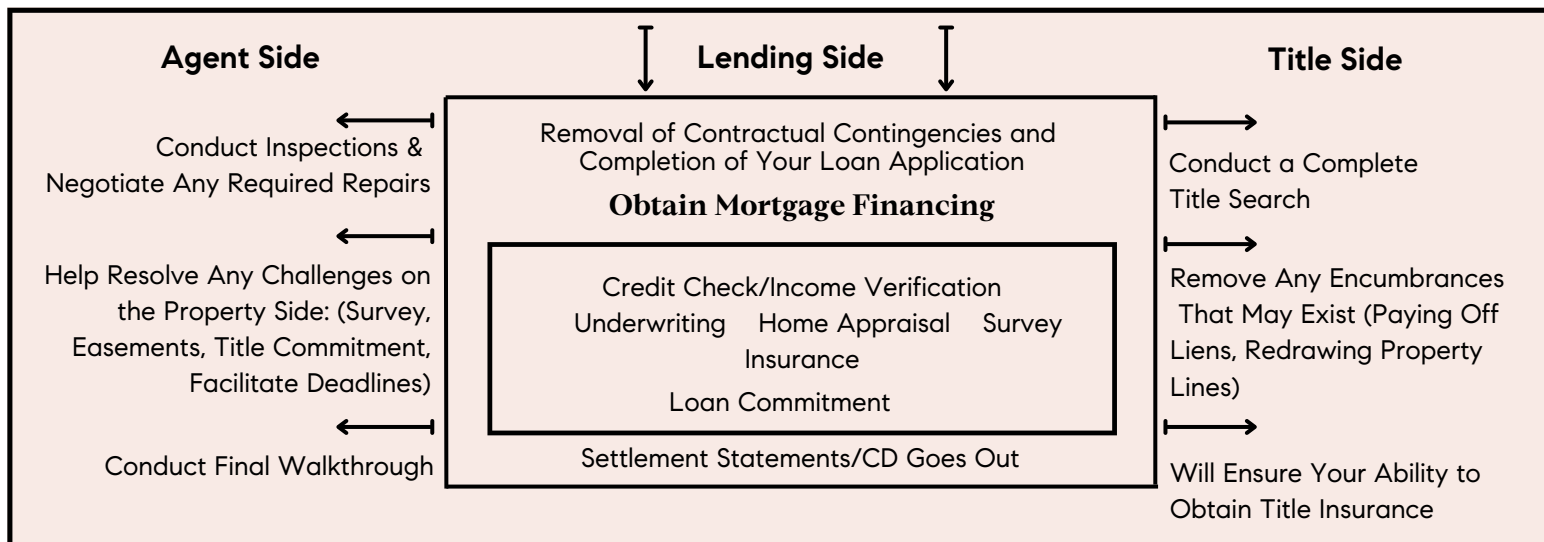 Agent Side
Conduct Inspections &
Negotiate Any Required Repairs
Help Resolve Any Challenges on
the Property Side: (Survey,
Easements, Title Commitment,
Facilitate Deadlines)
Conduct Final Walkthrough
Lending Side
Removal of Contractual Contingencies and
Completion of Your Loan Application
Obtain Mortgage Financing
Credit Check/Income Verification
Underwriting Home Appraisal Survey
Insurance
Loan Commitment
Settlement Statements/CD Goes Out
Title Side
Conduct a Complete
Title Search
Remove Any Encumbrances
That May Exist (Paying Off
Liens, Redrawing Property
Lines)
Will Ensure Your Ability to
Obtain Title Insurance